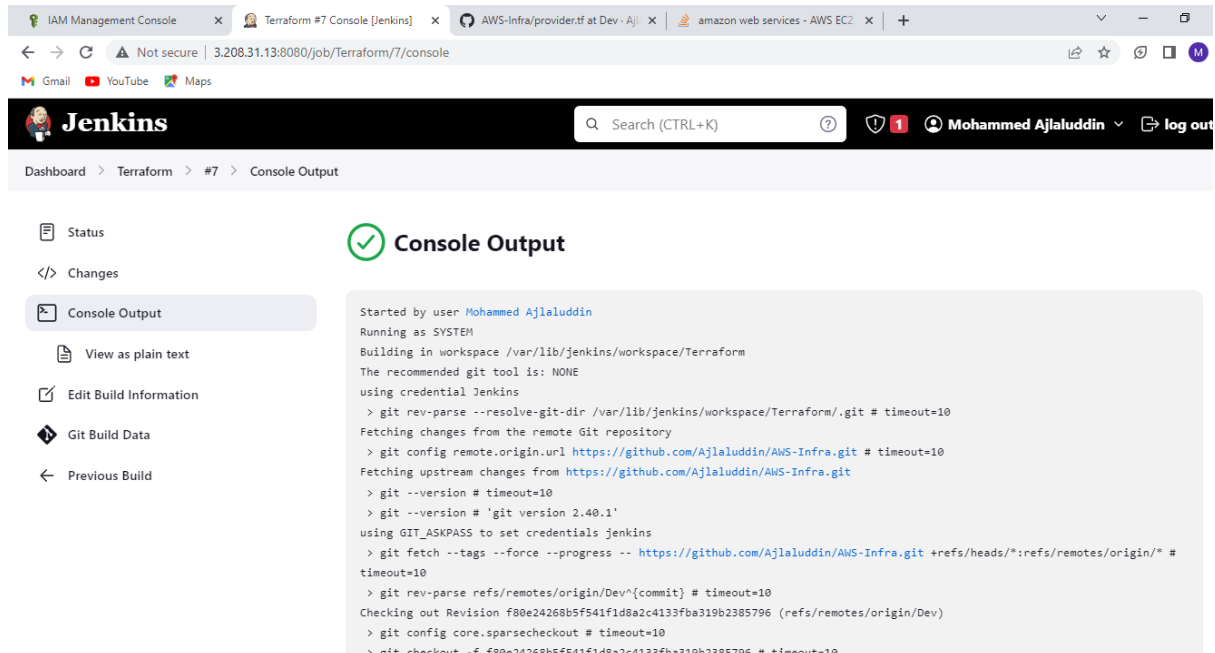 IAM Management Console
Terraform #7 Console [Jenkins]
AWS-Infra/provider.tf at Dev · Ajl
amazon web services - AWS EC2
Not secure | 3.208.31.13:8080/job/Terraform/7/console
M
Gmail YouTube Maps
Jenkins
Search (CTRL+K)
1
Mohammed Ajlaluddin
log out
Dashboard > Terraform > #7 > Console Output
Status
Changes
Console Output
View as plain text
Edit Build Information
Git Build Data
Previous Build
Console Output
Started by user Mohammed Ajlaluddin
Running as SYSTEM
Building in workspace /var/lib/jenkins/workspace/Terraform
The recommended git tool is: NONE
using credential Jenkins
> git rev-parse --resolve-git-dir /var/lib/jenkins/workspace/Terraform/.git # timeout=10
Fetching changes from the remote Git repository
> git config remote.origin.url https://github.com/Ajlaluddin/AWS-Infra.git # timeout=10
Fetching upstream changes from https://github.com/Ajlaluddin/AWS-Infra.git
> git --version # timeout=10
> git --version # 'git version 2.40.1'
using GIT_ASKPASS to set credentials jenkins
> git fetch --tags --force --progress -- https://github.com/Ajlaluddin/AWS-Infra.git +refs/heads/*:refs/remotes/origin/* #
timeout=10
> git rev-parse refs/remotes/origin/Dev^{commit} # timeout=10
Checking out Revision f80e24268b5f541f1d8a2c4133fba319b2385796 (refs/remotes/origin/Dev)
> git config core.sparsecheckout # timeout=10
> git checkout -f f80e24268b5f541f1d8a2c4133fba319b2385796 # timeout=10